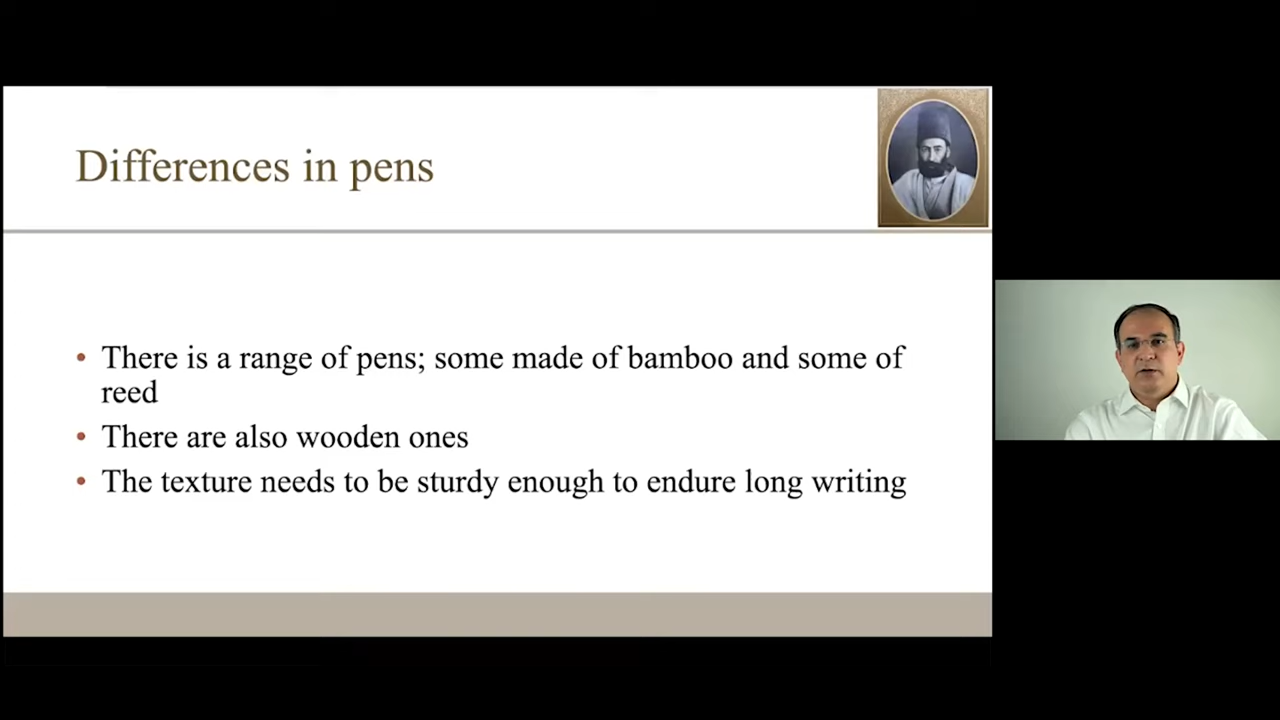 Differences in pens
• There is a range of pens; some made of bamboo and some of
reed
• There are also wooden ones
• The texture needs to be sturdy enough to endure long writing